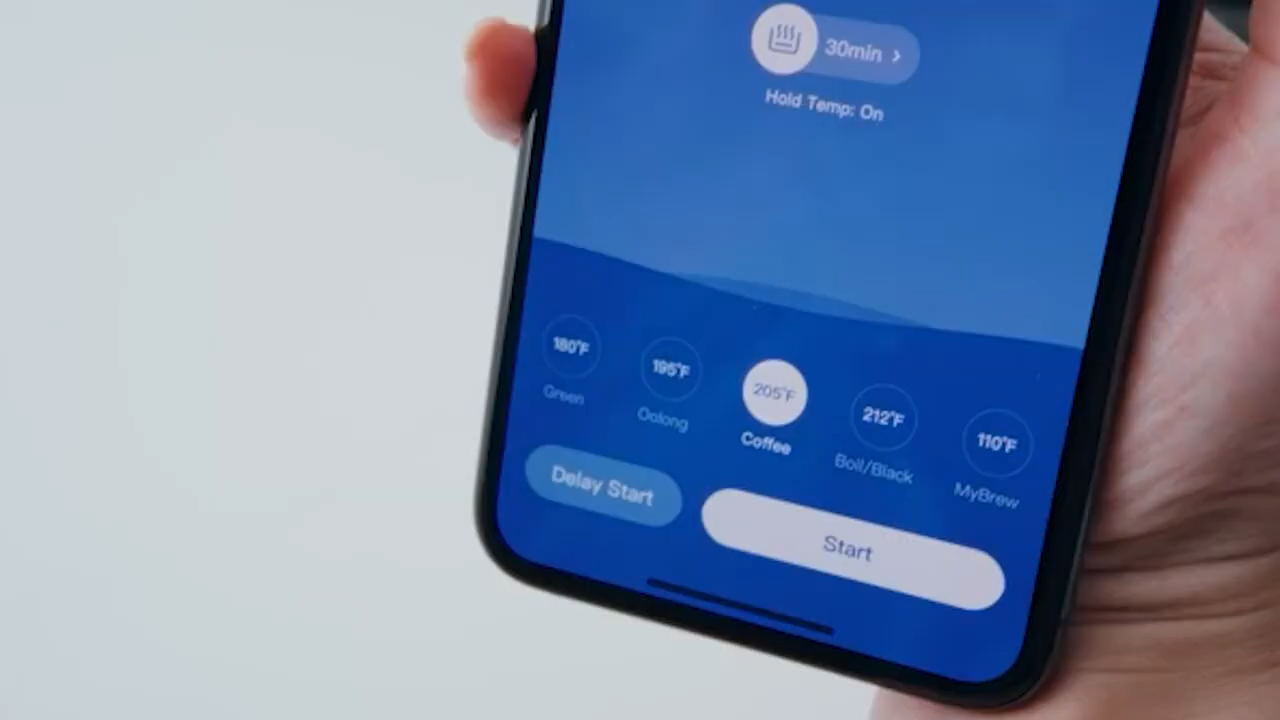 30min >
Hold Temp: On
180°F
195°F
205°F
212°F
110°F
Green
Oolong
Coffee
Boil/Black
MyBrew
Delay Start
Start